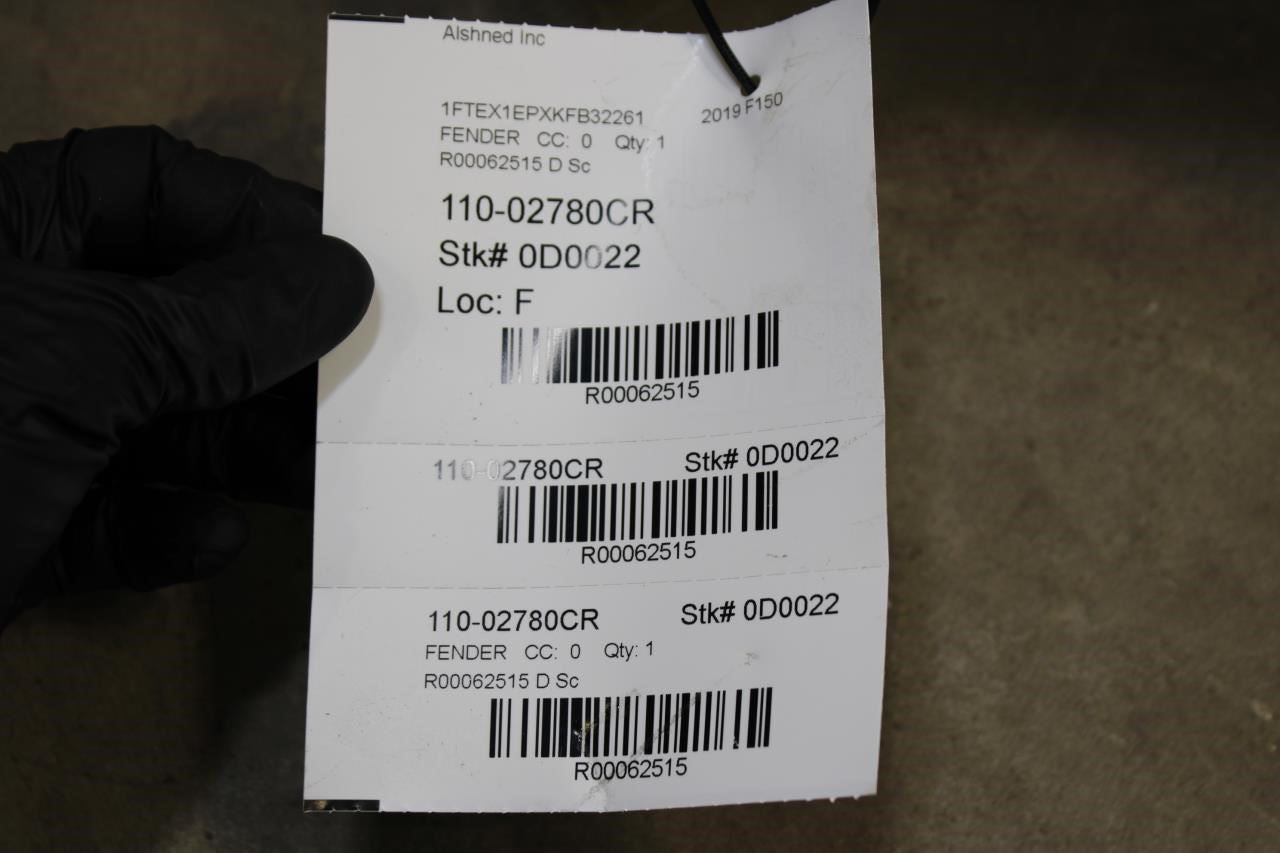 Alshned Inc
1FTEX1EPXKFB32261 2019 F150
FENDER CC: 0 Qty: 1
R00062515 D Sc
110-02780CR
Stk# 0D0022
Loc: F
R00062515
110-02780CR Stk# 0D0022
R00062515
110-02780CR Stk# 0D0022
FENDER CC: 0 Qty: 1
R00062515 D Sc
R00062515